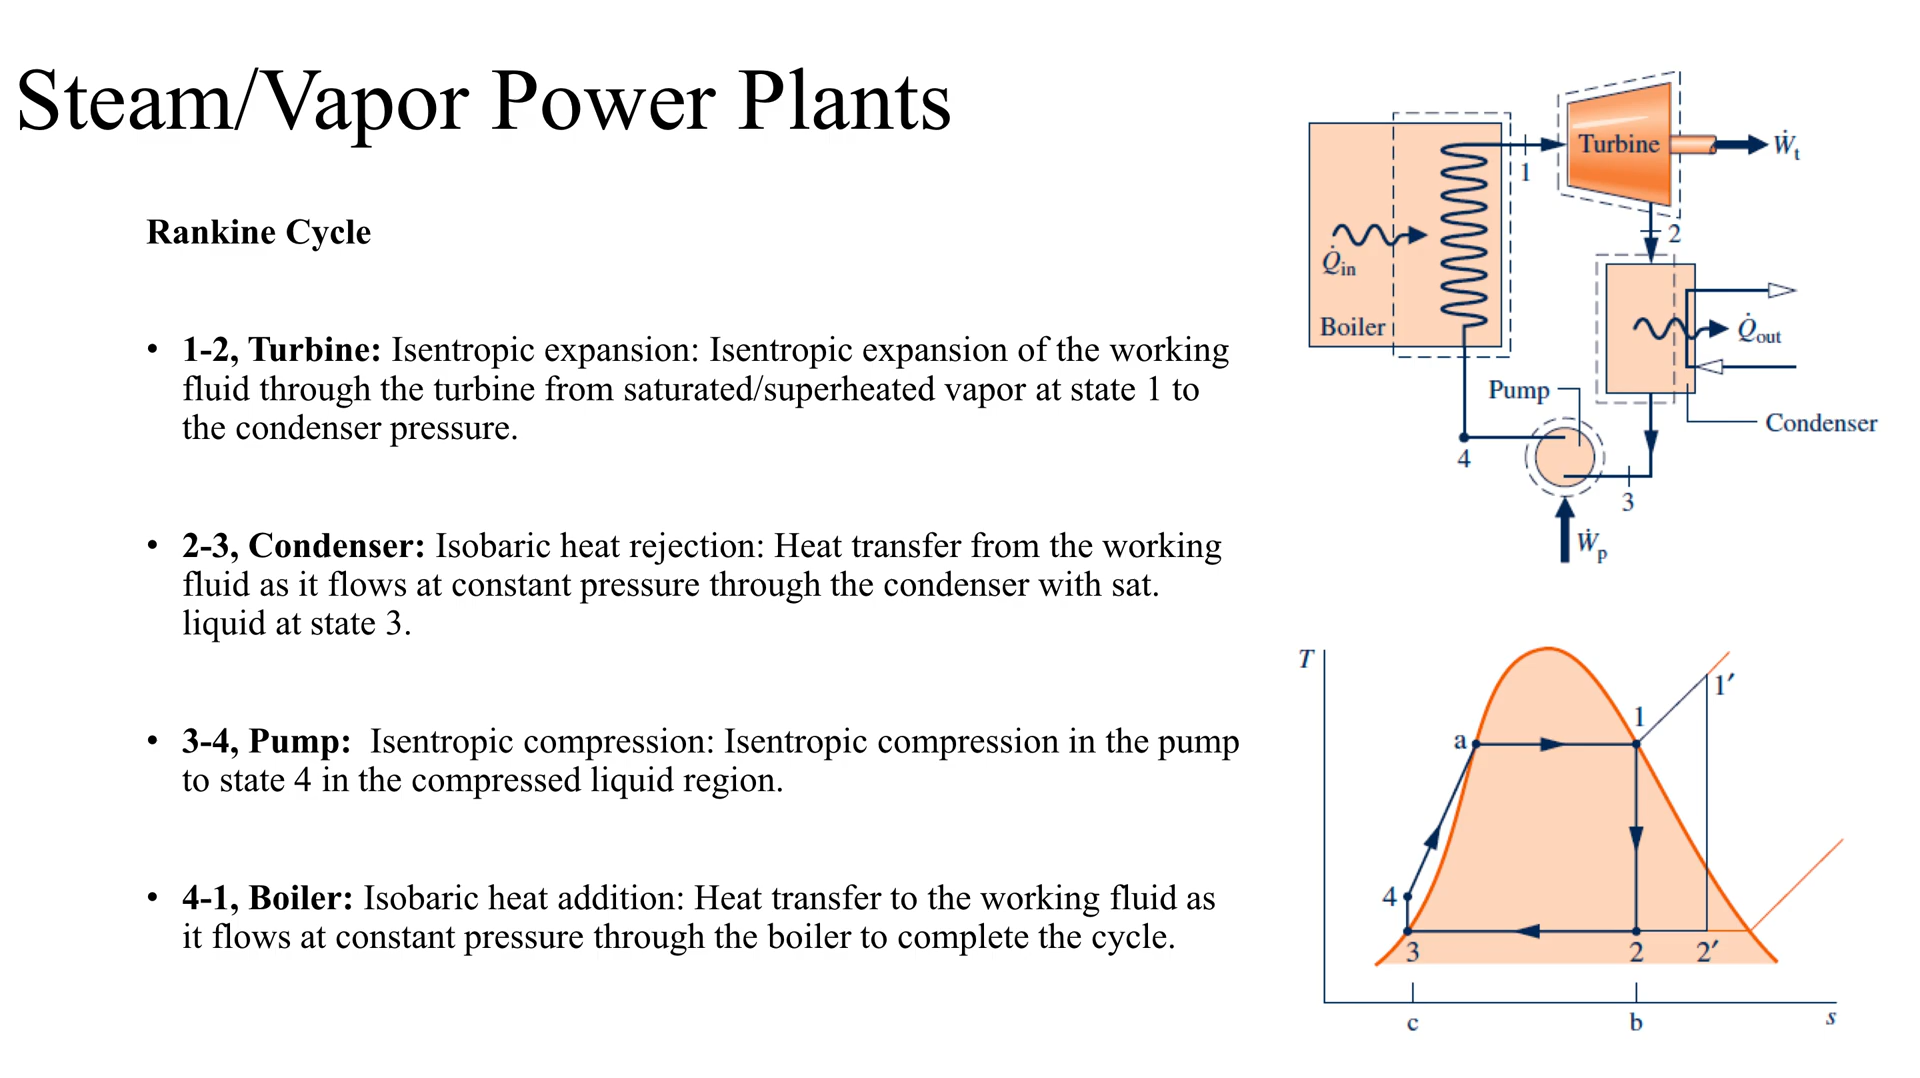 Steam/Vapor Power Plants
Rankine Cycle
• 1-2, Turbine: Isentropic expansion: Isentropic expansion of the working
fluid through the turbine from saturated/superheated vapor at state 1 to
the condenser pressure.
• 2-3, Condenser: Isobaric heat rejection: Heat transfer from the working
fluid as it flows at constant pressure through the condenser with sat.
liquid at state 3.
• 3-4, Pump: Isentropic compression: Isentropic compression in the pump
to state 4 in the compressed liquid region.
• 4-1, Boiler: Isobaric heat addition: Heat transfer to the working fluid as
it flows at constant pressure through the boiler to complete the cycle.
Turbine
Ẇt
1
2
Q̇in
Boiler
Q̇out
Pump
Condenser
4
3
Ẇp
T
1′
1
a
4
3
2
2′
c
b
s